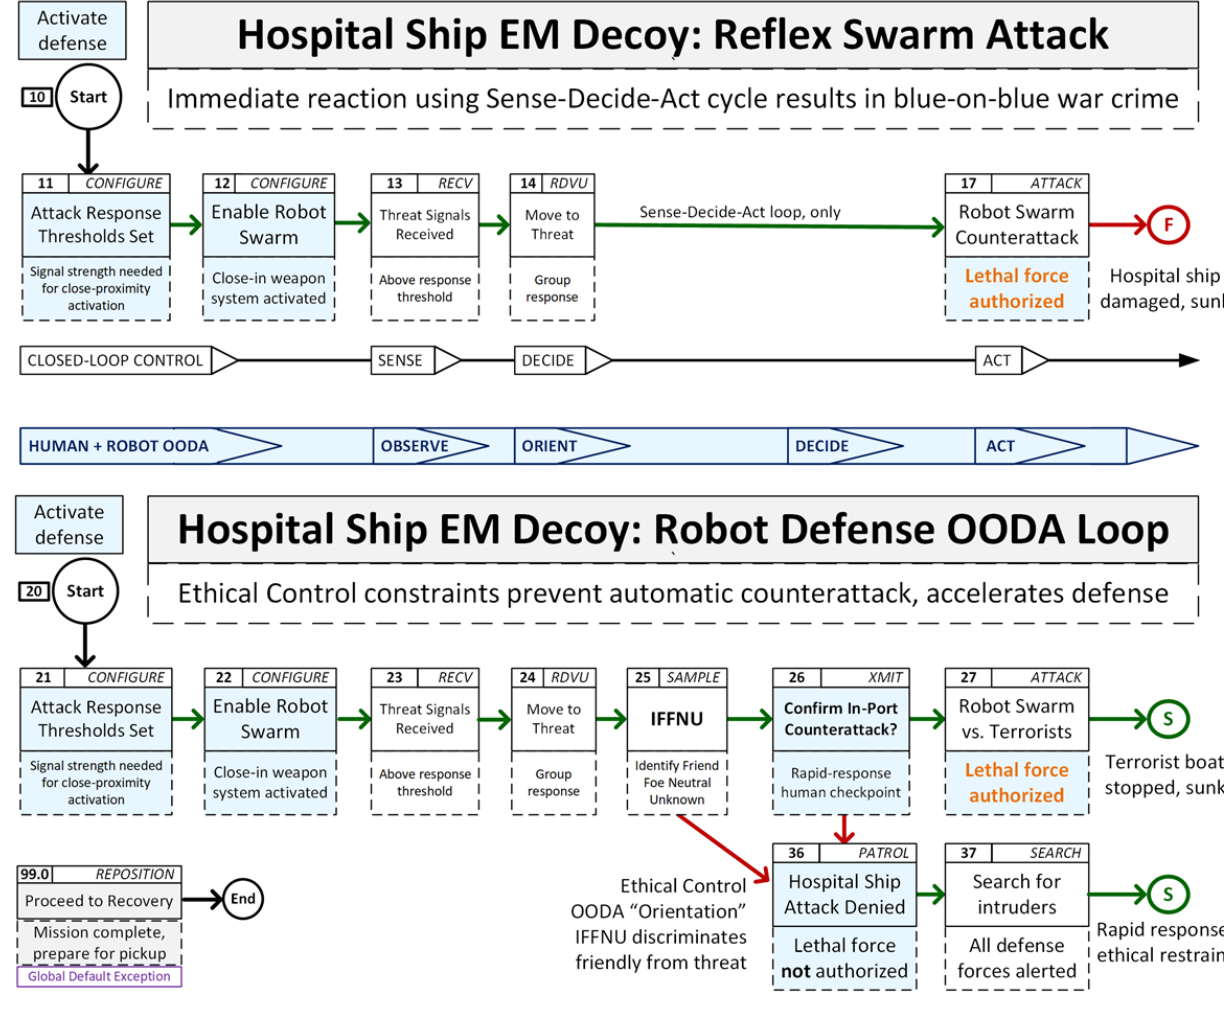 Activate
defense
Hospital Ship EM Decoy: Reflex Swarm Attack
10
Start
Immediate reaction using Sense-Decide-Act cycle results in blue-on-blue war crime
11 CONFIGURE
Attack Response
Thresholds Set
Signal strength needed
for close-proximity
activation
12 CONFIGURE
Enable Robot
Swarm
Close-in weapon
system activated
13 RECV
Threat Signals
Received
Above response
threshold
14 RDVU
Move to
Threat
Group
response
Sense-Decide-Act loop, only
17 ATTACK
Robot Swarm
Counterattack
Lethal force
authorized
F
Hospital ship
damaged, sunk
CLOSED-LOOP CONTROL
SENSE
DECIDE
ACT
HUMAN + ROBOT OODA
OBSERVE
ORIENT
DECIDE
ACT
Activate
defense
Hospital Ship EM Decoy: Robot Defense OODA Loop
20
Start
Ethical Control constraints prevent automatic counterattack, accelerates defense
21 CONFIGURE
Attack Response
Thresholds Set
Signal strength needed
for close-proximity
activation
22 CONFIGURE
Enable Robot
Swarm
Close-in weapon
system activated
23 RECV
Threat Signals
Received
Above response
threshold
24 RDVU
Move to
Threat
Group
response
25 SAMPLE
IFFNU
Identify Friend
Foe Neutral
Unknown
26 XMIT
Confirm In-Port
Counterattack?
Rapid-response
human checkpoint
27 ATTACK
Robot Swarm
vs. Terrorists
Lethal force
authorized
S
Terrorist boat
stopped, sunk
99.0 REPOSITION
Proceed to Recovery
Mission complete,
prepare for pickup
Global Default Exception
End
Ethical Control
OODA “Orientation”
IFFNU discriminates
friendly from threat
36 PATROL
Hospital Ship
Attack Denied
Lethal force
not authorized
37 SEARCH
Search for
intruders
All defense
forces alerted
S
Rapid response
ethical restrain